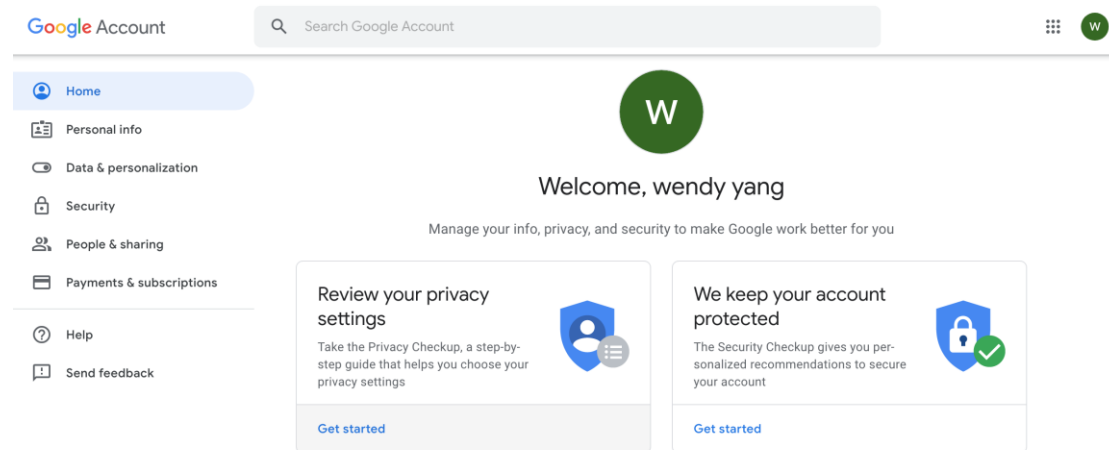 Google Account
Search Google Account
W
Home
Personal info
Data & personalization
Security
People & sharing
Payments & subscriptions
Help
Send feedback
W
Welcome, wendy yang
Manage your info, privacy, and security to make Google work better for you
Review your privacy
settings
Take the Privacy Checkup, a step-by-
step guide that helps you choose your
privacy settings
Get started
We keep your account
protected
The Security Checkup gives you per-
sonalized recommendations to secure
your account
Get started